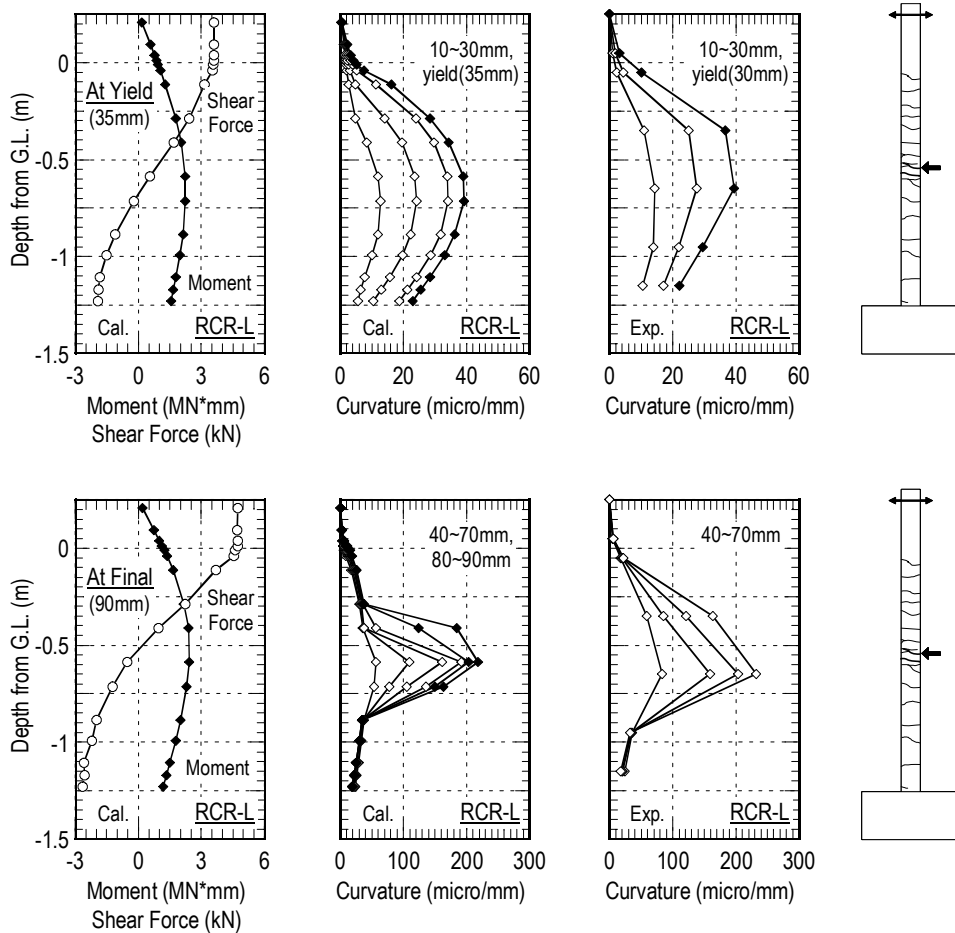 Depth from G.L. (m)
0
-0.5
-1
-1.5
At Yield
(35mm)
Shear
Force
Moment
Cal.
RCR-L
-3
0
3
6
Moment (MN*mm)
Shear Force (kN)
10~30mm,
yield(35mm)
Cal.
RCR-L
0
20
40
60
Curvature (micro/mm)
10~30mm,
yield(30mm)
Exp.
RCR-L
0
20
40
60
Curvature (micro/mm)
Depth from G.L. (m)
0
-0.5
-1
-1.5
At Final
(90mm)
Shear
Force
Moment
Cal.
RCR-L
-3
0
3
6
Moment (MN*mm)
Shear Force (kN)
40~70mm,
80~90mm
Cal.
RCR-L
0
100
200
300
Curvature (micro/mm)
40~70mm
Exp.
RCR-L
0
100
200
300
Curvature (micro/mm)